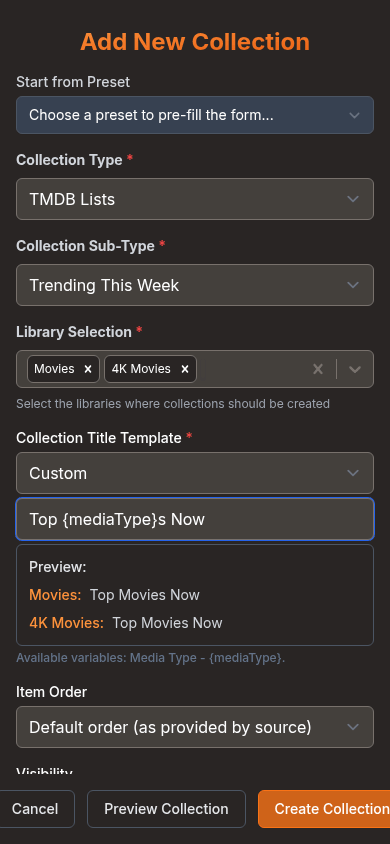 Add New Collection
Start from Preset
Choose a preset to pre-fill the form...
Collection Type *
TMDB Lists
Collection Sub-Type *
Trending This Week
Library Selection *
Movies × 4K Movies ×
Select the libraries where collections should be created
Collection Title Template *
Custom
Top {mediaType}s Now
Preview:
Movies: Top Movies Now
4K Movies: Top Movies Now
Available variables: Media Type - {mediaType}.
Item Order
Default order (as provided by source)
Visibility
Cancel Preview Collection Create Collection